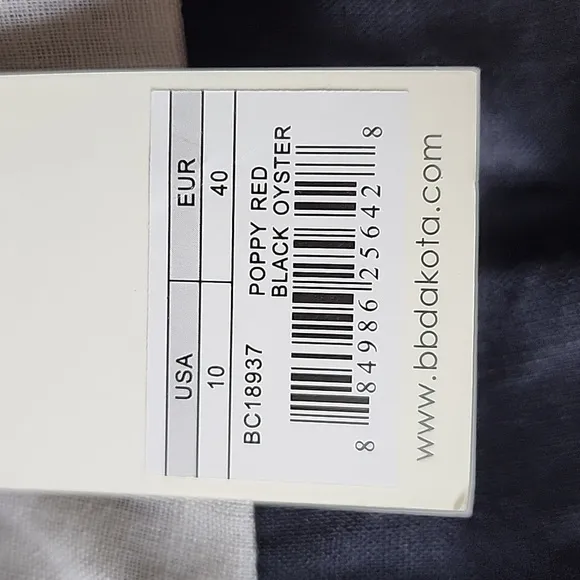 USA EUR
10 40
BC18937 POPPY RED
BLACK OYSTER
8 84986 25642 8
www.bbdakota.com